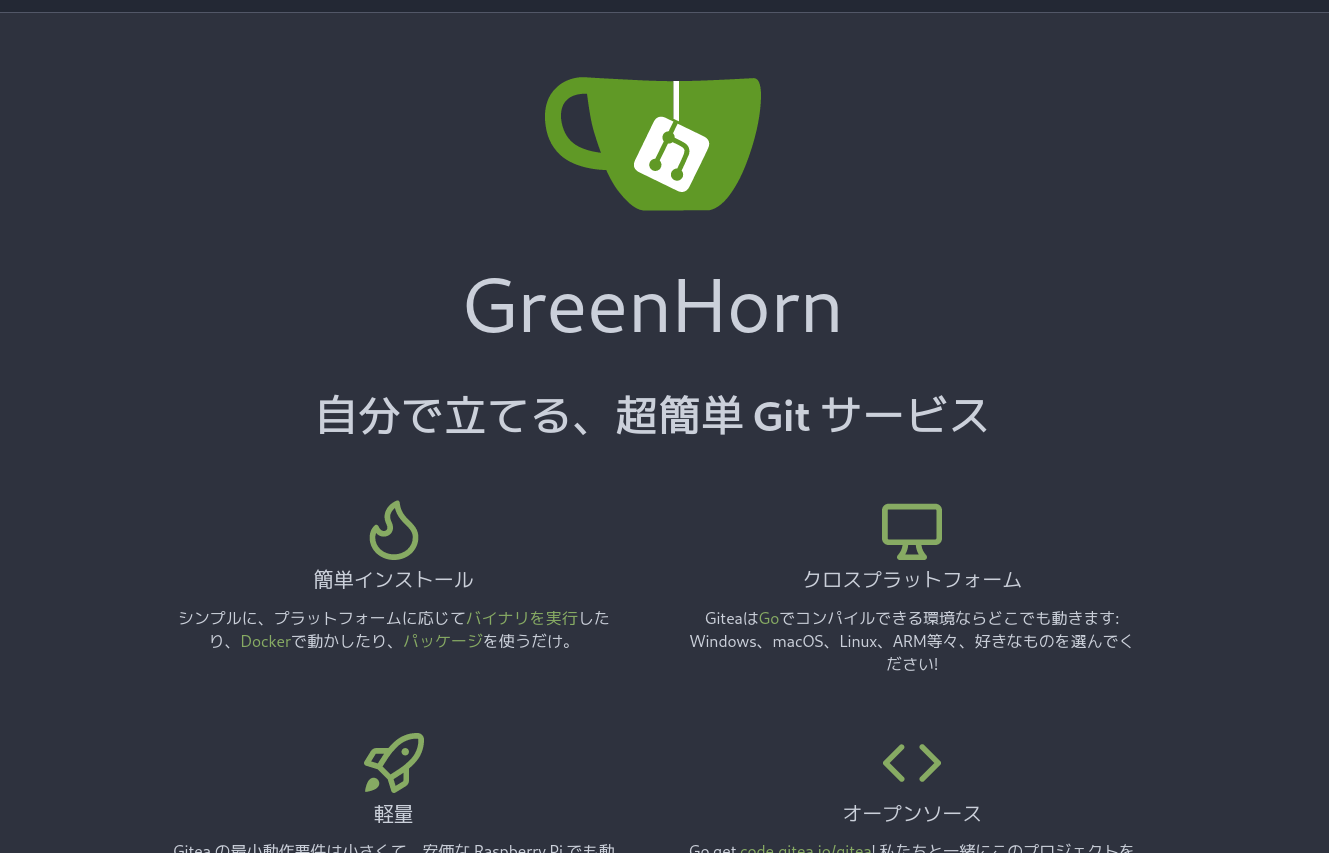 GreenHorn
自分で立てる、超簡単 Git サービス
簡単インストール
シンプルに、プラットフォームに応じてバイナリを実行した
り、Dockerで動かしたり、パッケージを使うだけ。
クロスプラットフォーム
GiteaはGoでコンパイルできる環境ならどこでも動きます:
Windows、macOS、Linux、ARM等々、好きなものを選んでく
ださい!
軽量
Gitea の最小動作要件は小さくて、安価な Raspberry Pi でも動
オープンソース
Go get code.gitea.io/gitea! 私たちと一緒にこのプロジェクトを